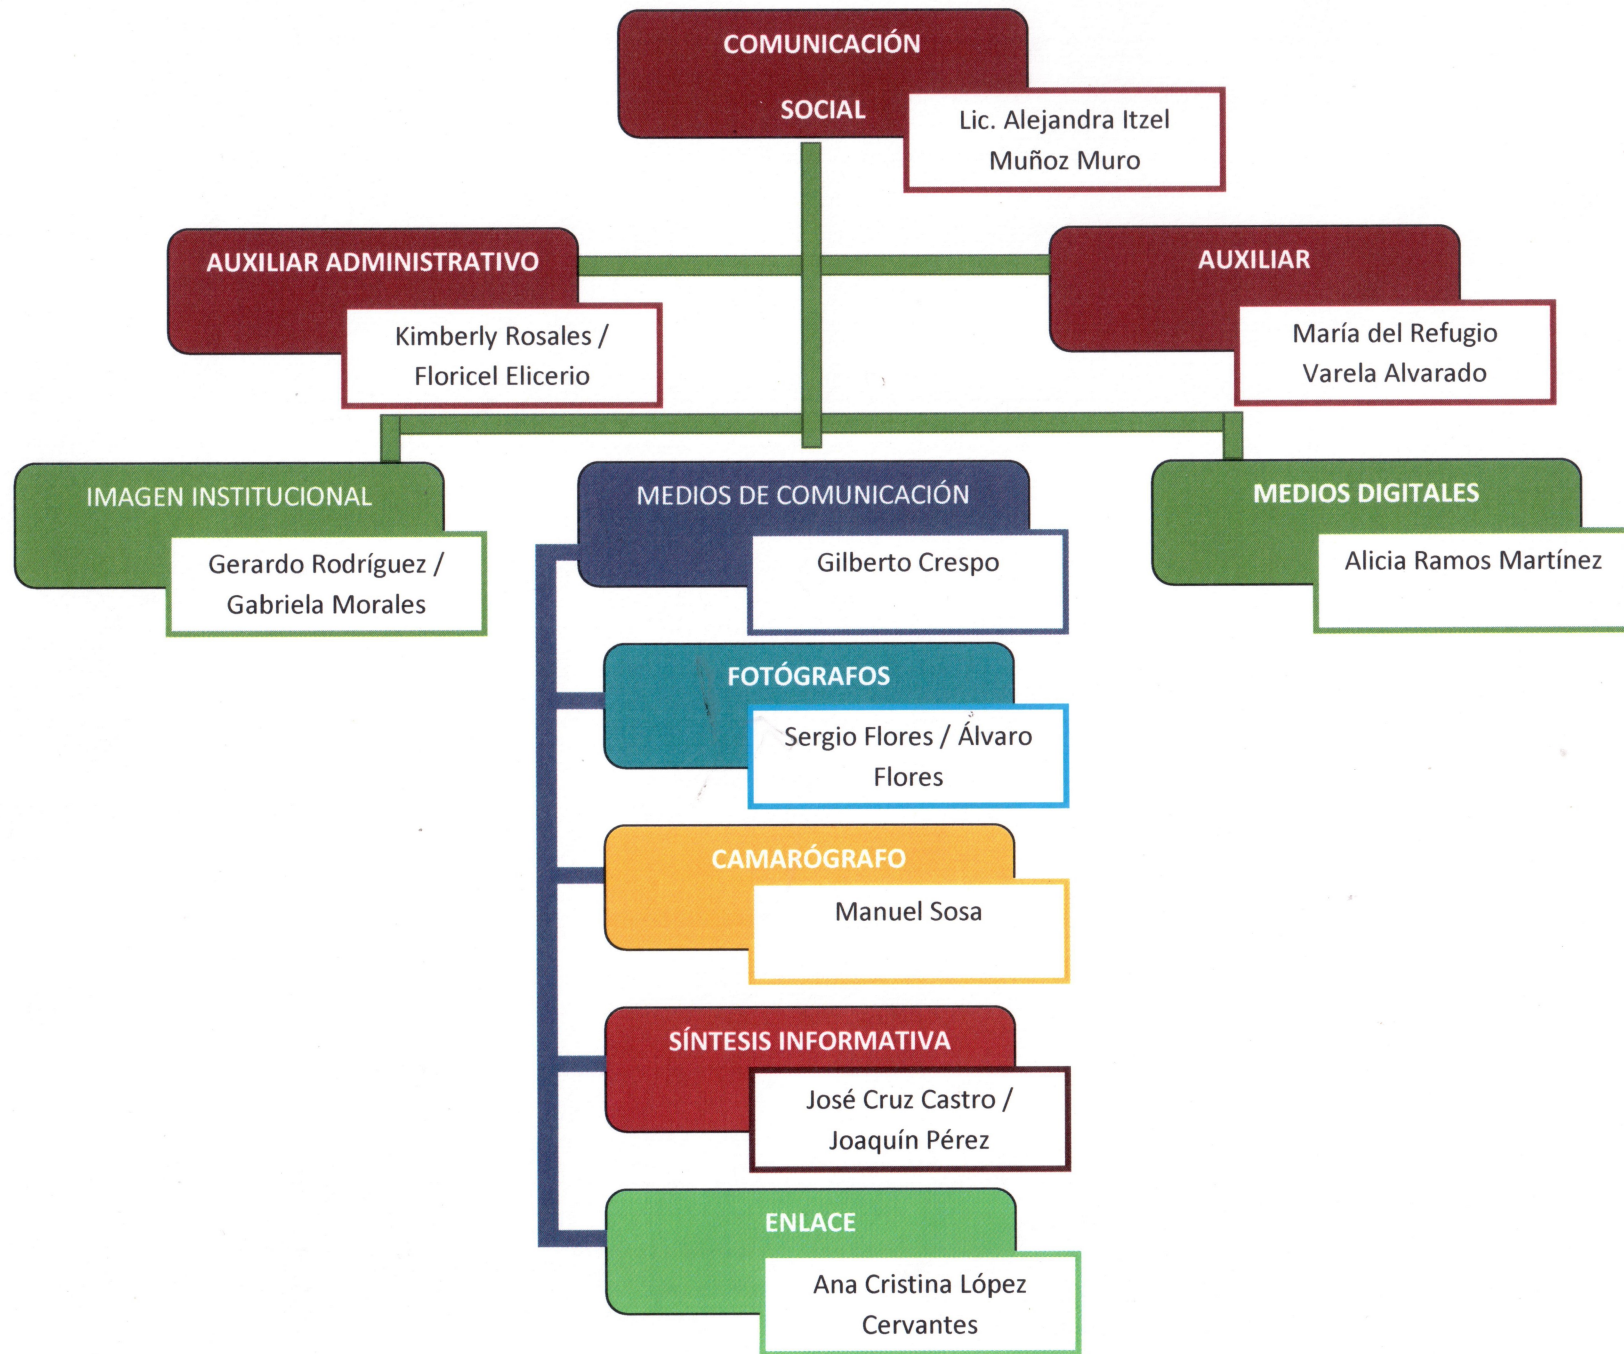 COMUNICACIÓN
SOCIAL
Lic. Alejandra Itzel
Muñoz Muro
AUXILIAR ADMINISTRATIVO
Kimberly Rosales /
Floricel Elicerio
AUXILIAR
María del Refugio
Varela Alvarado
IMAGEN INSTITUCIONAL
Gerardo Rodríguez /
Gabriela Morales
MEDIOS DE COMUNICACIÓN
Gilberto Crespo
MEDIOS DIGITALES
Alicia Ramos Martínez
FOTÓGRAFOS
Sergio Flores / Álvaro
Flores
CAMARÓGRAFO
Manuel Sosa
SÍNTESIS INFORMATIVA
José Cruz Castro /
Joaquín Pérez
ENLACE
Ana Cristina López
Cervantes